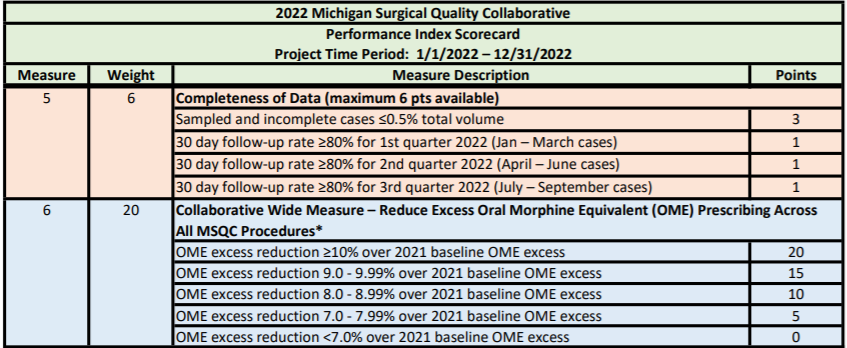 2022 Michigan Surgical Quality Collaborative
Performance Index Scorecard
Project Time Period: 1/1/2022 – 12/31/2022
Measure Weight Measure Description Points
5 6 Completeness of Data (maximum 6 pts available)
Sampled and incomplete cases ≤0.5% total volume 3
30 day follow-up rate ≥80% for 1st quarter 2022 (Jan – March cases) 1
30 day follow-up rate ≥80% for 2nd quarter 2022 (April – June cases) 1
30 day follow-up rate ≥80% for 3rd quarter 2022 (July – September cases) 1
6 20 Collaborative Wide Measure – Reduce Excess Oral Morphine Equivalent (OME) Prescribing Across
All MSQC Procedures*
OME excess reduction ≥10% over 2021 baseline OME excess 20
OME excess reduction 9.0 - 9.99% over 2021 baseline OME excess 15
OME excess reduction 8.0 - 8.99% over 2021 baseline OME excess 10
OME excess reduction 7.0 - 7.99% over 2021 baseline OME excess 5
OME excess reduction <7.0% over 2021 baseline OME excess 0